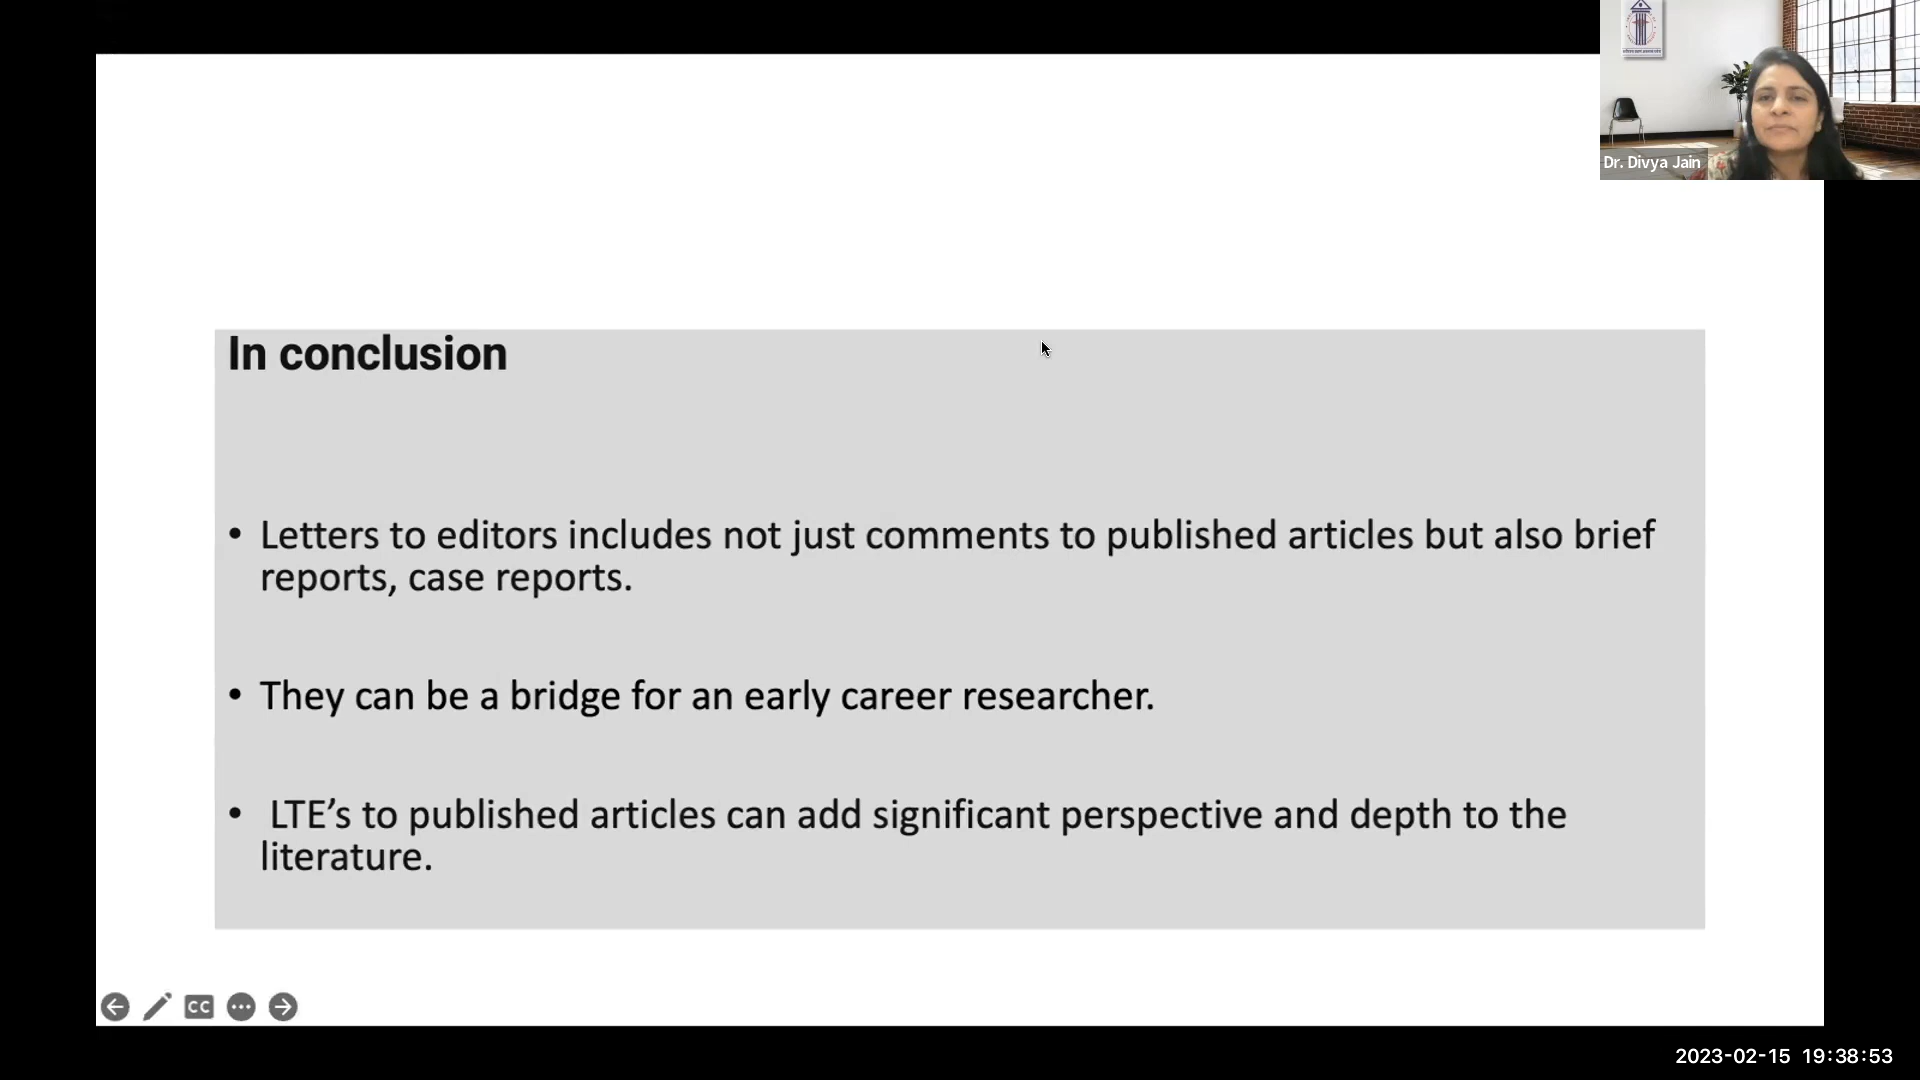 Dr. Divya Jain
In conclusion
• Letters to editors includes not just comments to published articles but also brief
reports, case reports.
• They can be a bridge for an early career researcher.
• LTE’s to published articles can add significant perspective and depth to the
literature.
CC
2023-02-15 19:38:53